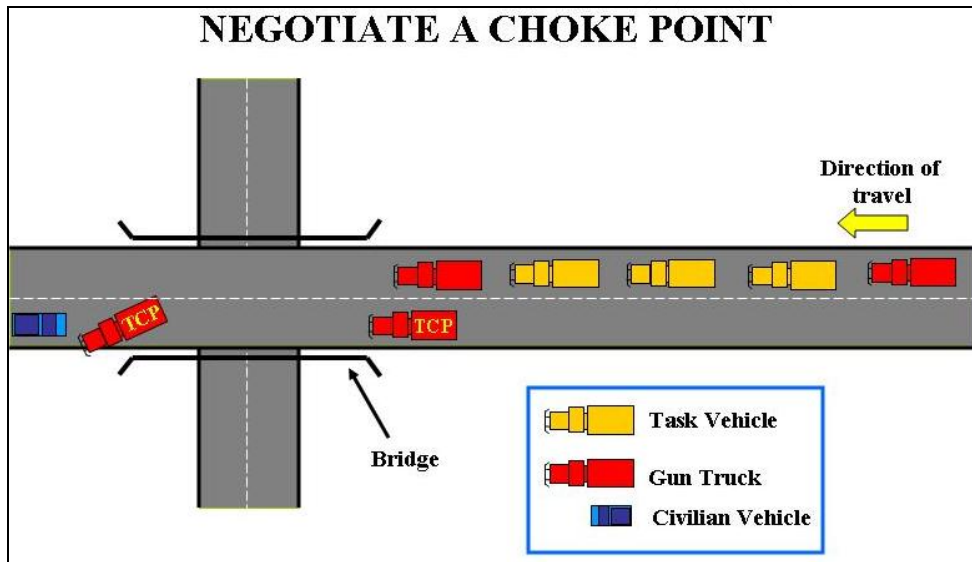 NEGOTIATE A CHOKE POINT
Direction of
travel
TCP
TCP
Bridge
Task Vehicle
Gun Truck
Civilian Vehicle